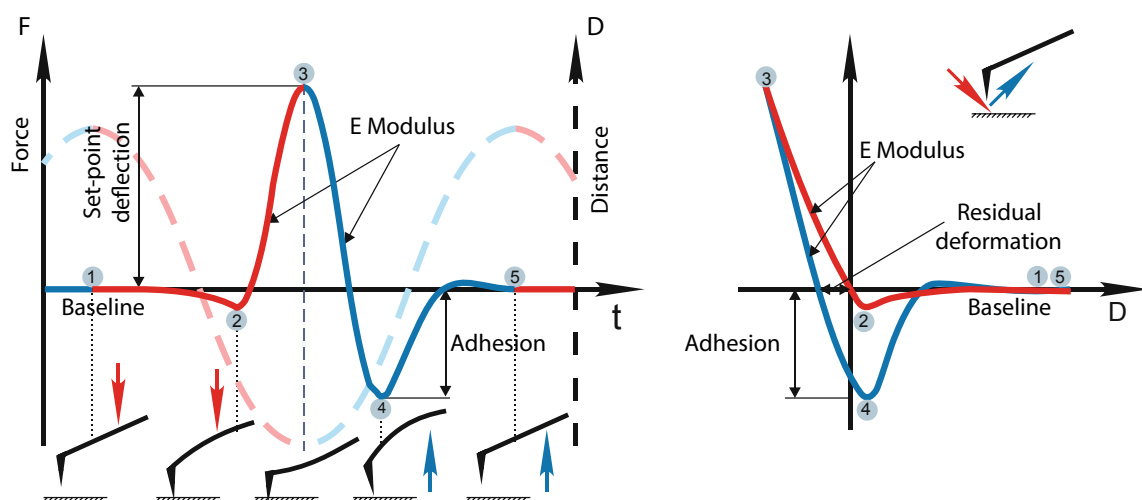 F
D
Force
Set-point
deflection
E Modulus
Distance
1
2
3
4
5
Baseline
Adhesion
t
3
E Modulus
Residual
deformation
1 5
Baseline
D
2
Adhesion
4